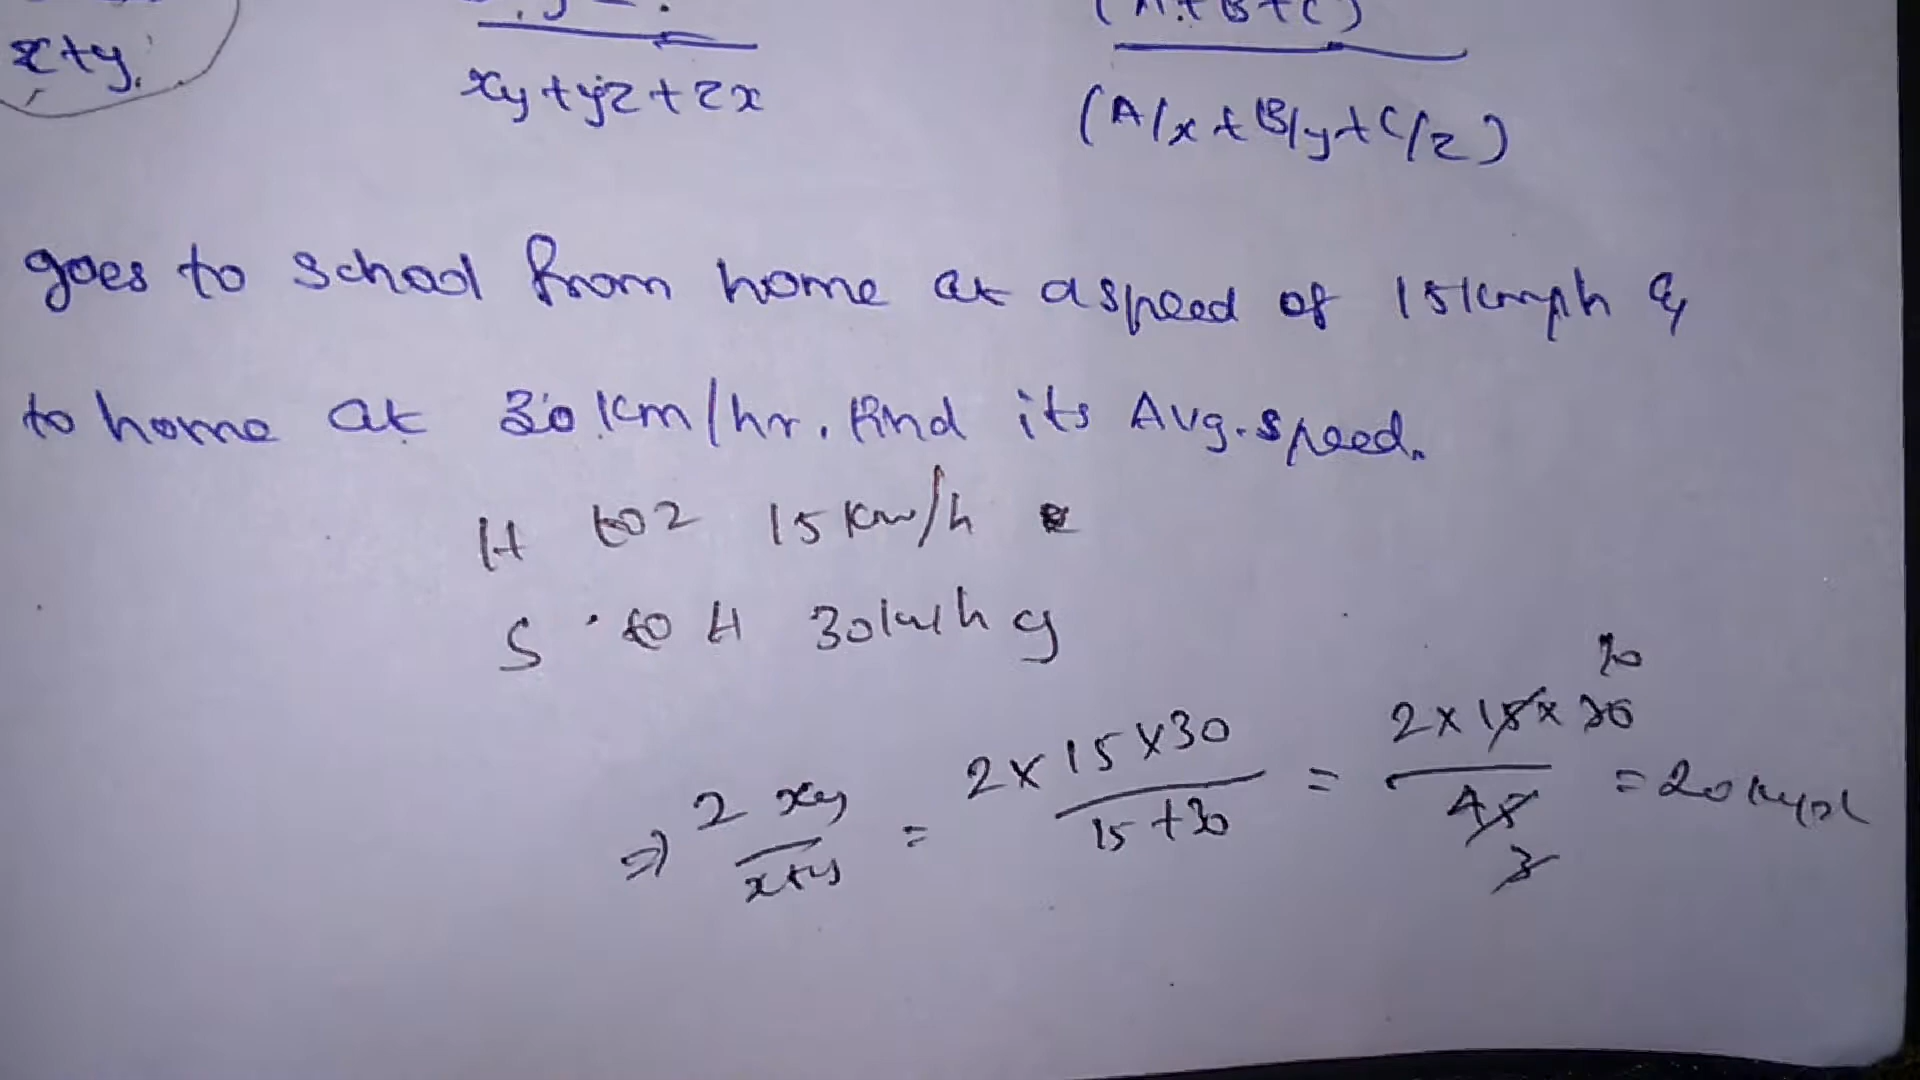 x+y.
xy+yz+zx
(A+B+C)
(A/x+B/y+C/z)
goes to school from home at a speed of 15kmph &
to home at 30 km/hr. Find its Avg. speed.
H to 2 15 km/h
S to H 30km/h y
⇒ 2xy/x+y = 2×15×30/15+30 = 2×15×30/45 = 20 kmph
10
3